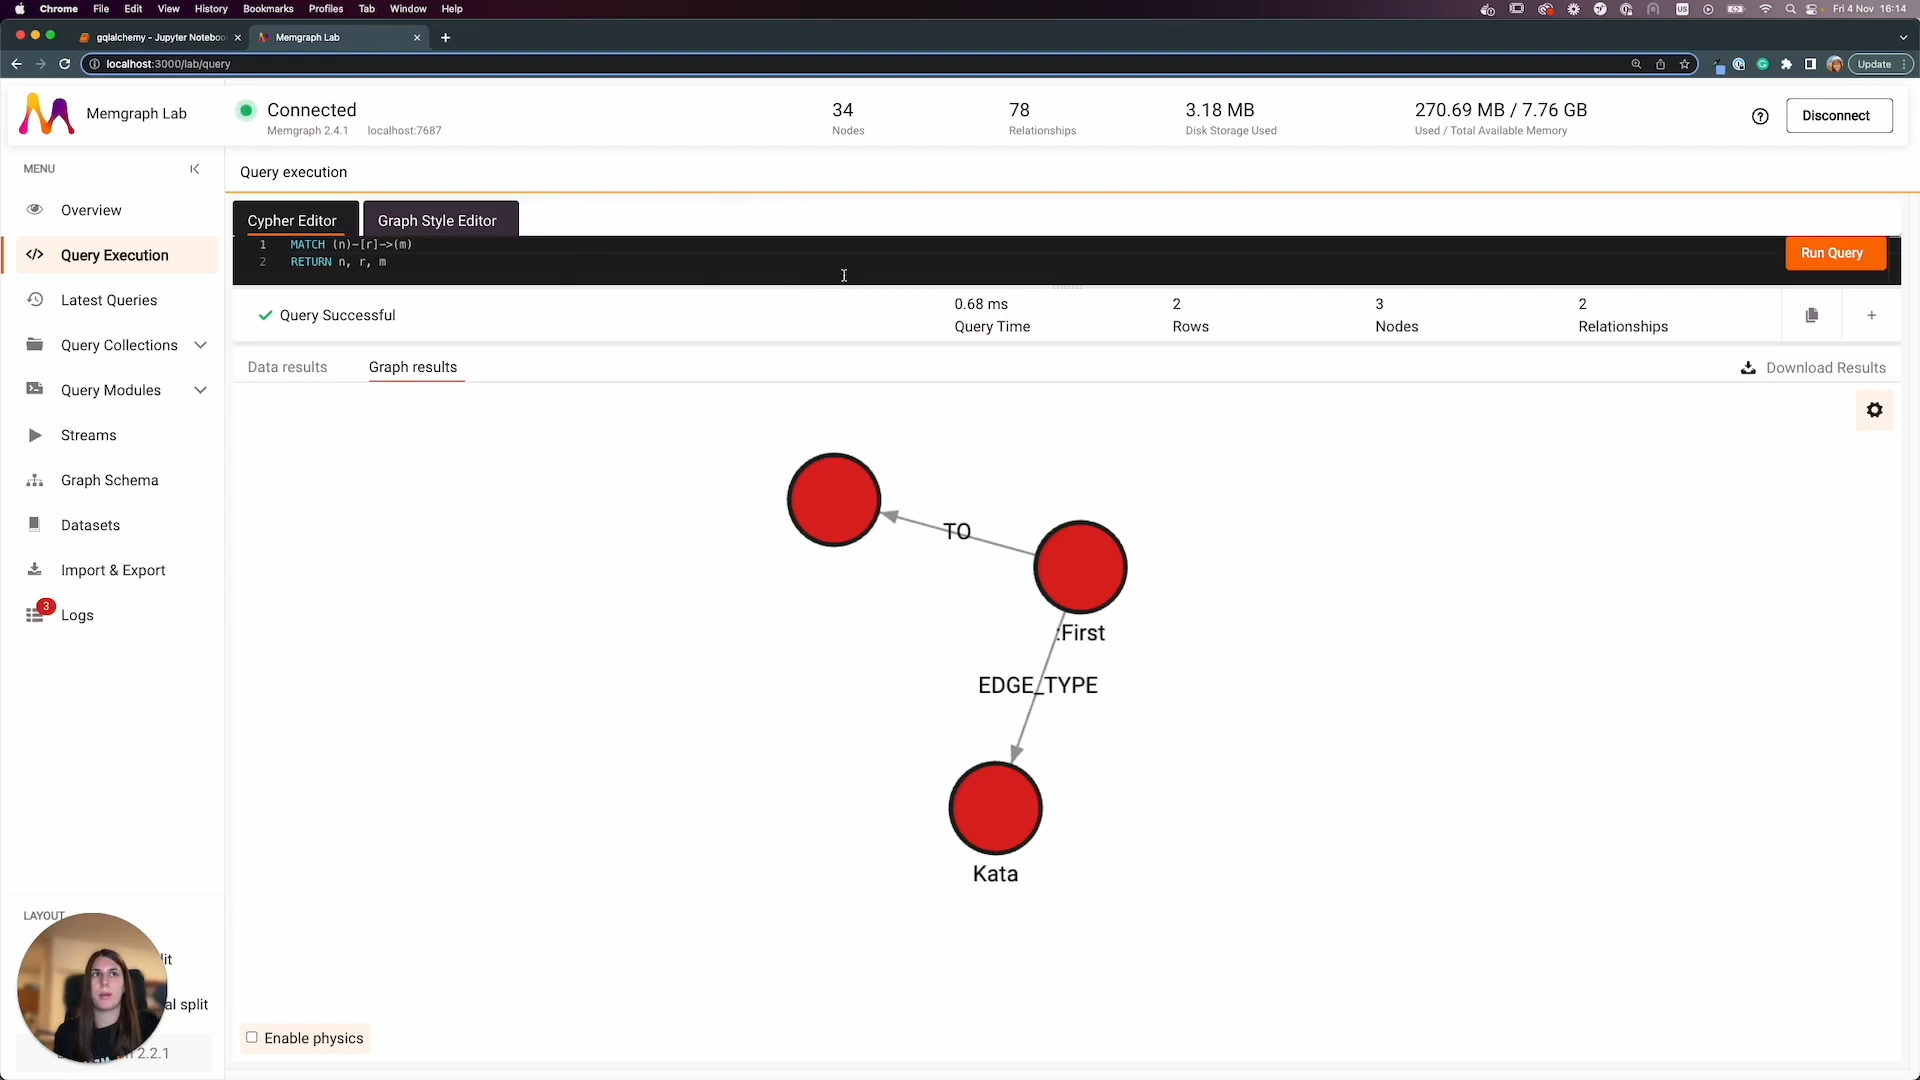 Chrome File Edit View History Bookmarks Profiles Tab Window Help
US
Fri 4 Nov 16:14
gqlalchemy - Jupyter Noteboo
Memgraph Lab
localhost:3000/lab/query
Update
Memgraph Lab
Connected
Memgraph 2.4.1 localhost:7687
34
Nodes
78
Relationships
3.18 MB
Disk Storage Used
270.69 MB / 7.76 GB
Used / Total Available Memory
Disconnect
MENU
Overview
Query Execution
Latest Queries
Query Collections
Query Modules
Streams
Graph Schema
Datasets
Import & Export
3
Logs
LAYOUT
lit
al split
2.2.1
Query execution
Cypher Editor
Graph Style Editor
1 MATCH (n)-[r]->(m)
2 RETURN n, r, m
Run Query
Query Successful
0.68 ms
Query Time
2
Rows
3
Nodes
2
Relationships
Data results
Graph results
Download Results
TO
:First
EDGE_TYPE
Kata
Enable physics